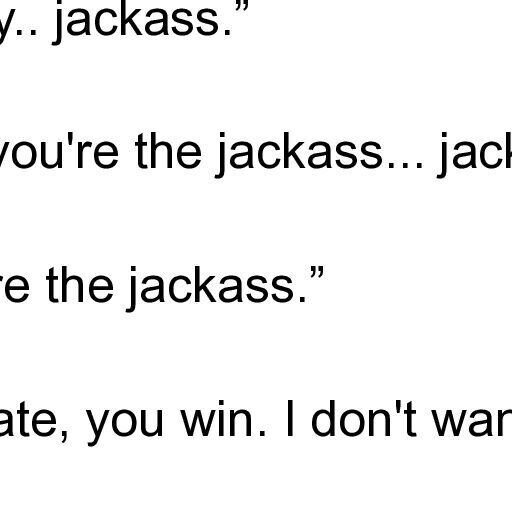 y.. jackass.”
you're the jackass... jack
re the jackass.”
ate, you win. I don't wan